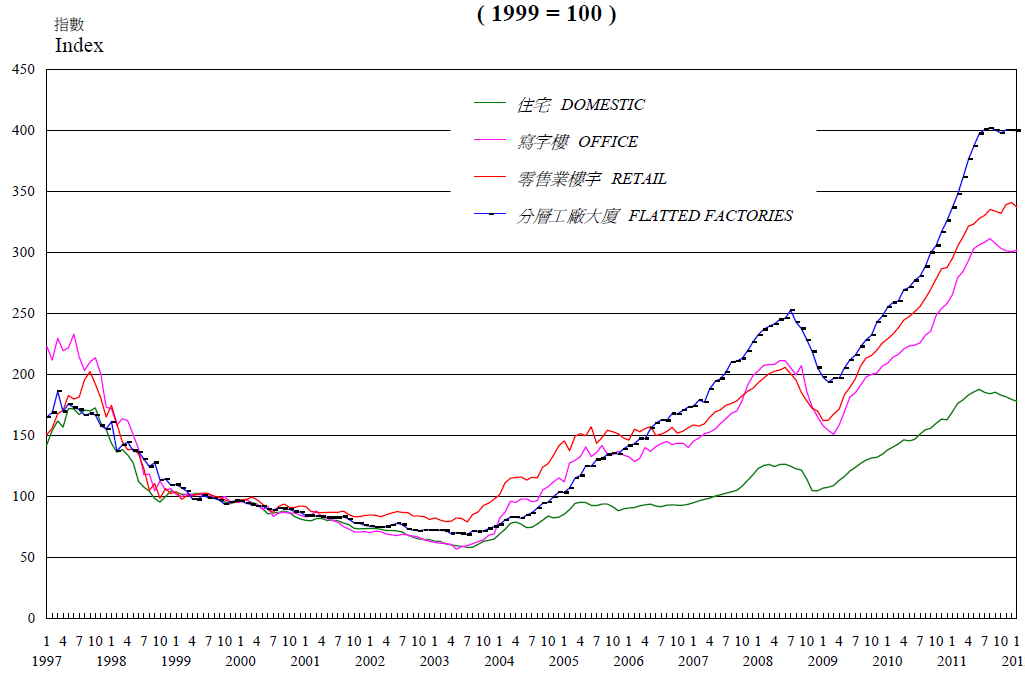 ( 1999 = 100 )
指數
Index
450
400
350
300
250
200
150
100
50
0
住宅 DOMESTIC
寫字樓 OFFICE
零售業樓宇 RETAIL
分層工廠大廈 FLATTED FACTORIES
1 4 7 10 1 4 7 10 1 4 7 10 1 4 7 10 1 4 7 10 1 4 7 10 1 4 7 10 1 4 7 10 1 4 7 10 1 4 7 10 1 4 7 10 1 4 7 10 1 4 7 10 1 4 7 10 1 4 7 10 1
1997 1998 1999 2000 2001 2002 2003 2004 2005 2006 2007 2008 2009 2010 2011 201